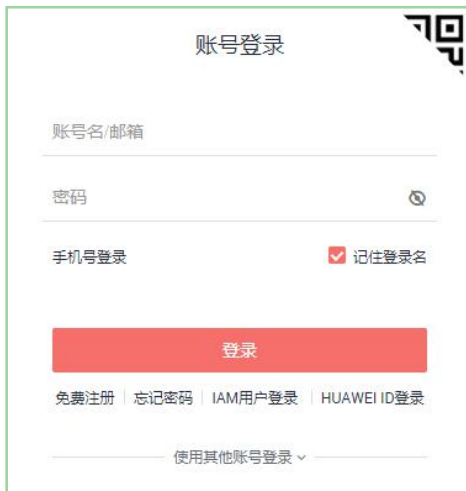 账号登录
账号名/邮箱
密码
手机号登录 记住登录名
登录
免费注册 忘记密码 IAM用户登录 HUAWEI ID登录
使用其他账号登录